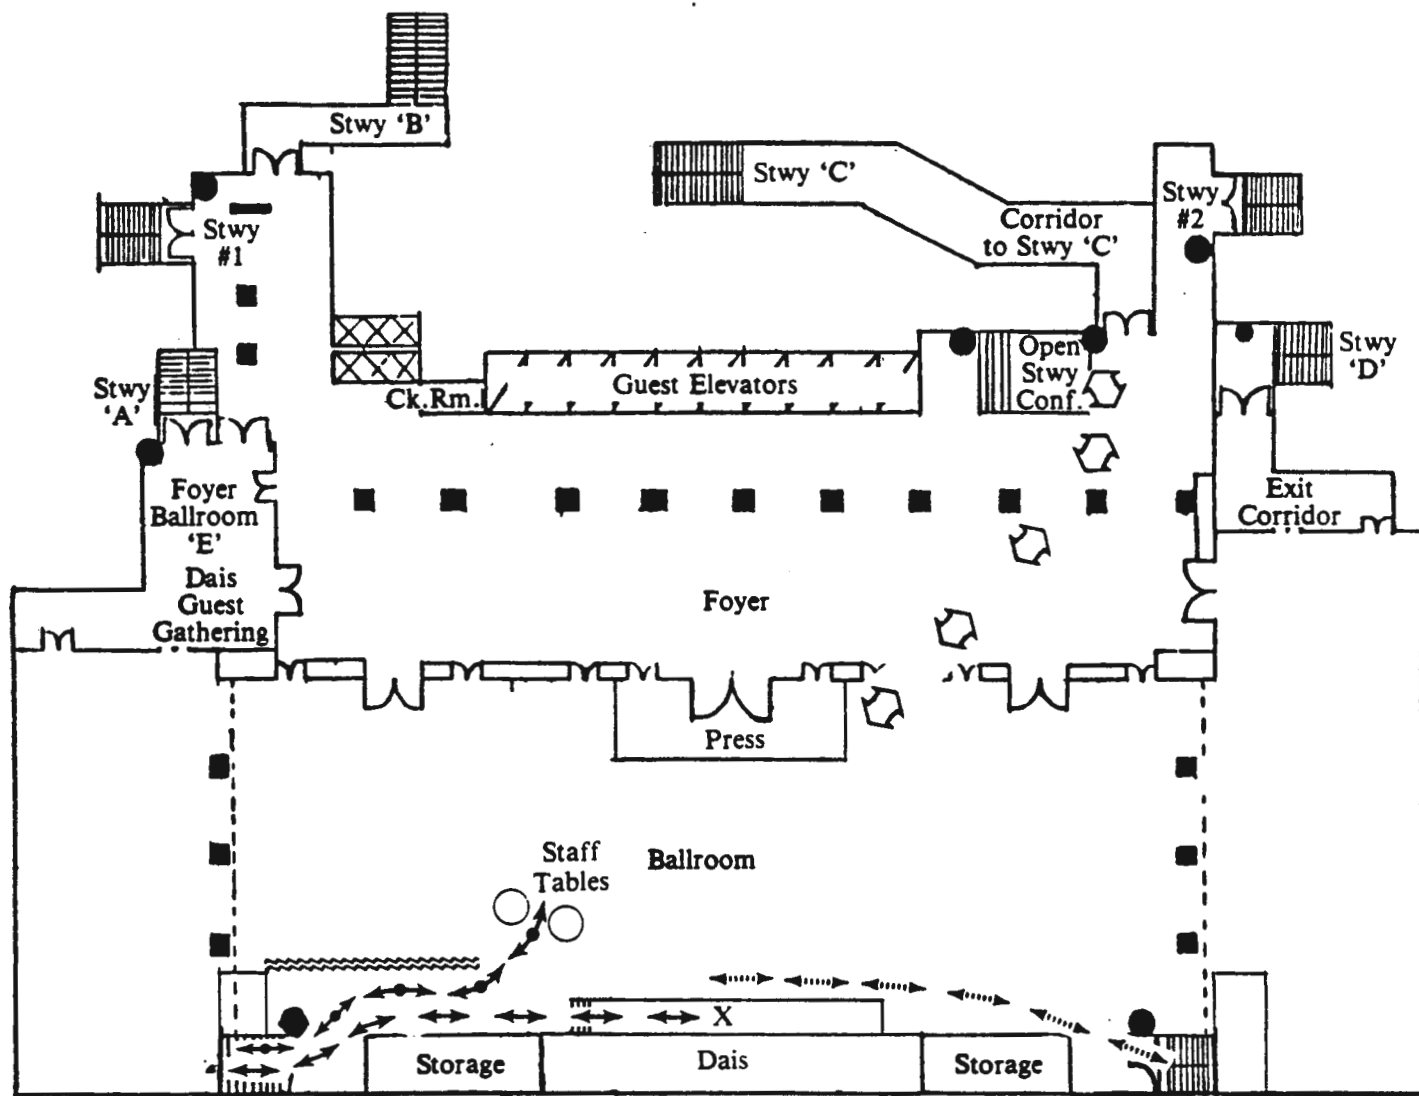 Stwy 'B'
Stwy 'C'
Stwy
#2
Stwy
#1
Corridor
to Stwy 'C'
Open
Stwy
Conf.
Stwy
'D'
Guest Elevators
Ck.Rm.
Stwy
'A'
Foyer
Ballroom
'E'
Exit
Corridor
Dais
Guest
Gathering
Foyer
Press
Staff
Tables
Ballroom
X
Storage
Dais
Storage